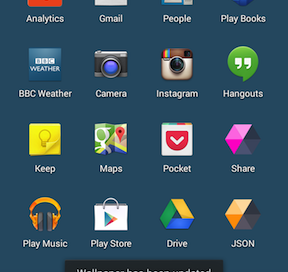 Analytics Gmail People Play Books
BBC
WEATHER
BBC Weather Camera Instagram Hangouts
Keep Maps Pocket Share
Play Music Play Store Drive JSON
Wallpaper has been updated